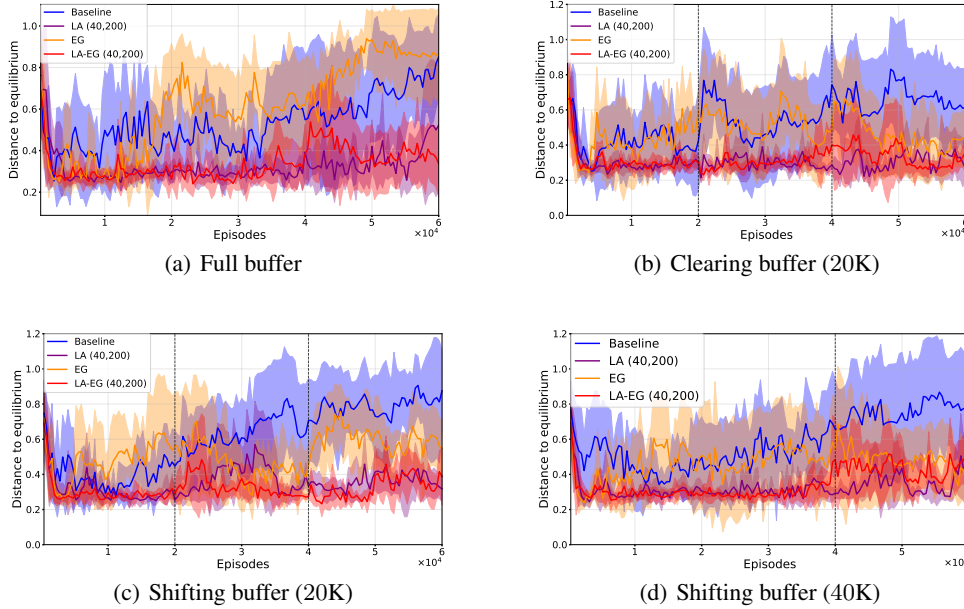 Baseline
LA (40,200)
EG
LA-EG (40,200)
Distance to equilibrium
1.0
0.8
0.6
0.4
0.2
1
2
3
4
5
6
×10⁴
Episodes
(a) Full buffer
Baseline
LA (40,200)
EG
LA-EG (40,200)
Distance to equilibrium
1.2
1.0
0.8
0.6
0.4
0.2
0.0
1
2
3
4
5
6
×10⁴
Episodes
(b) Clearing buffer (20K)
Baseline
LA (40,200)
EG
LA-EG (40,200)
Distance to equilibrium
1.2
1.0
0.8
0.6
0.4
0.2
0.0
1
2
3
4
5
6
×10⁴
Episodes
(c) Shifting buffer (20K)
Baseline
LA (40,200)
EG
LA-EG (40,200)
Distance to equilibrium
1.2
1.0
0.8
0.6
0.4
0.2
0.0
1
2
3
4
5
6
×10⁴
Episodes
(d) Shifting buffer (40K)